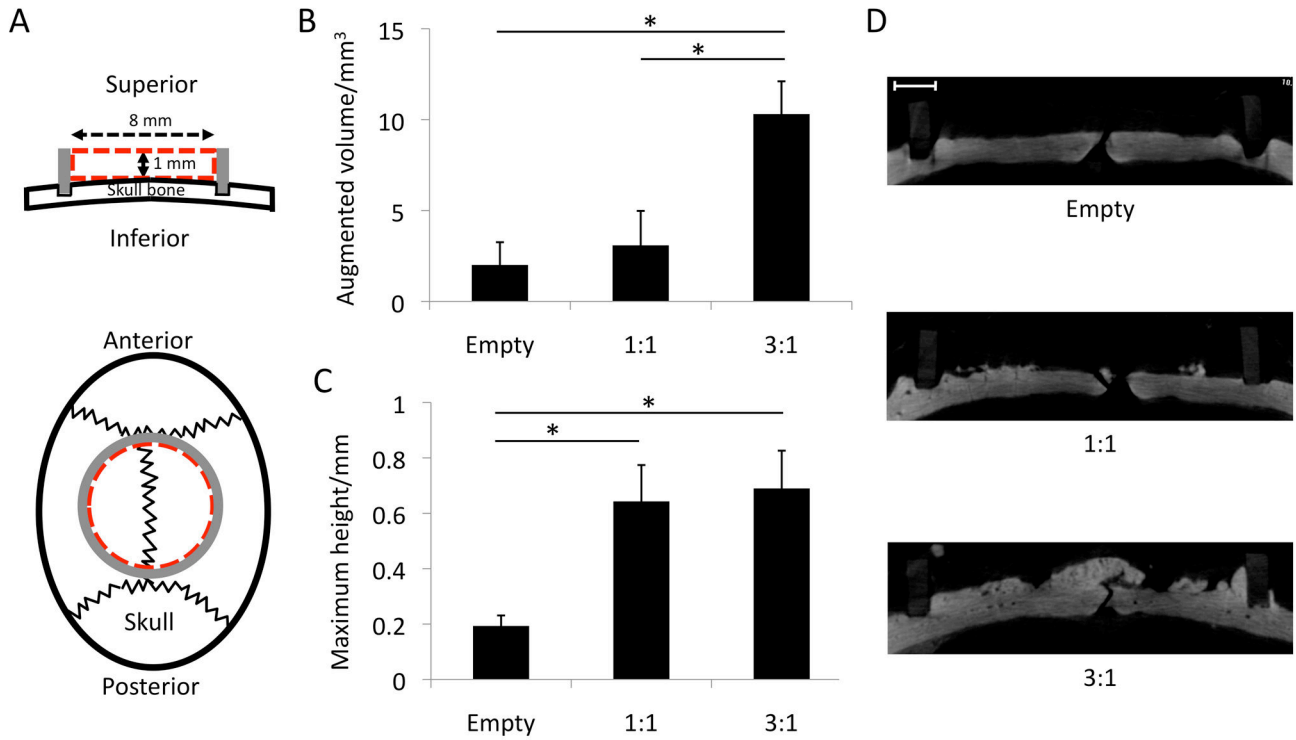 A
Superior
8 mm
1 mm
Skull bone
Inferior
Anterior
Skull
Posterior
B
Augmented volume/mm³
15
10
5
0
*
*
Empty 1:1 3:1
C
Maximum height/mm
1
0.8
0.6
0.4
0.2
0
*
*
Empty 1:1 3:1
D
Empty
1:1
3:1